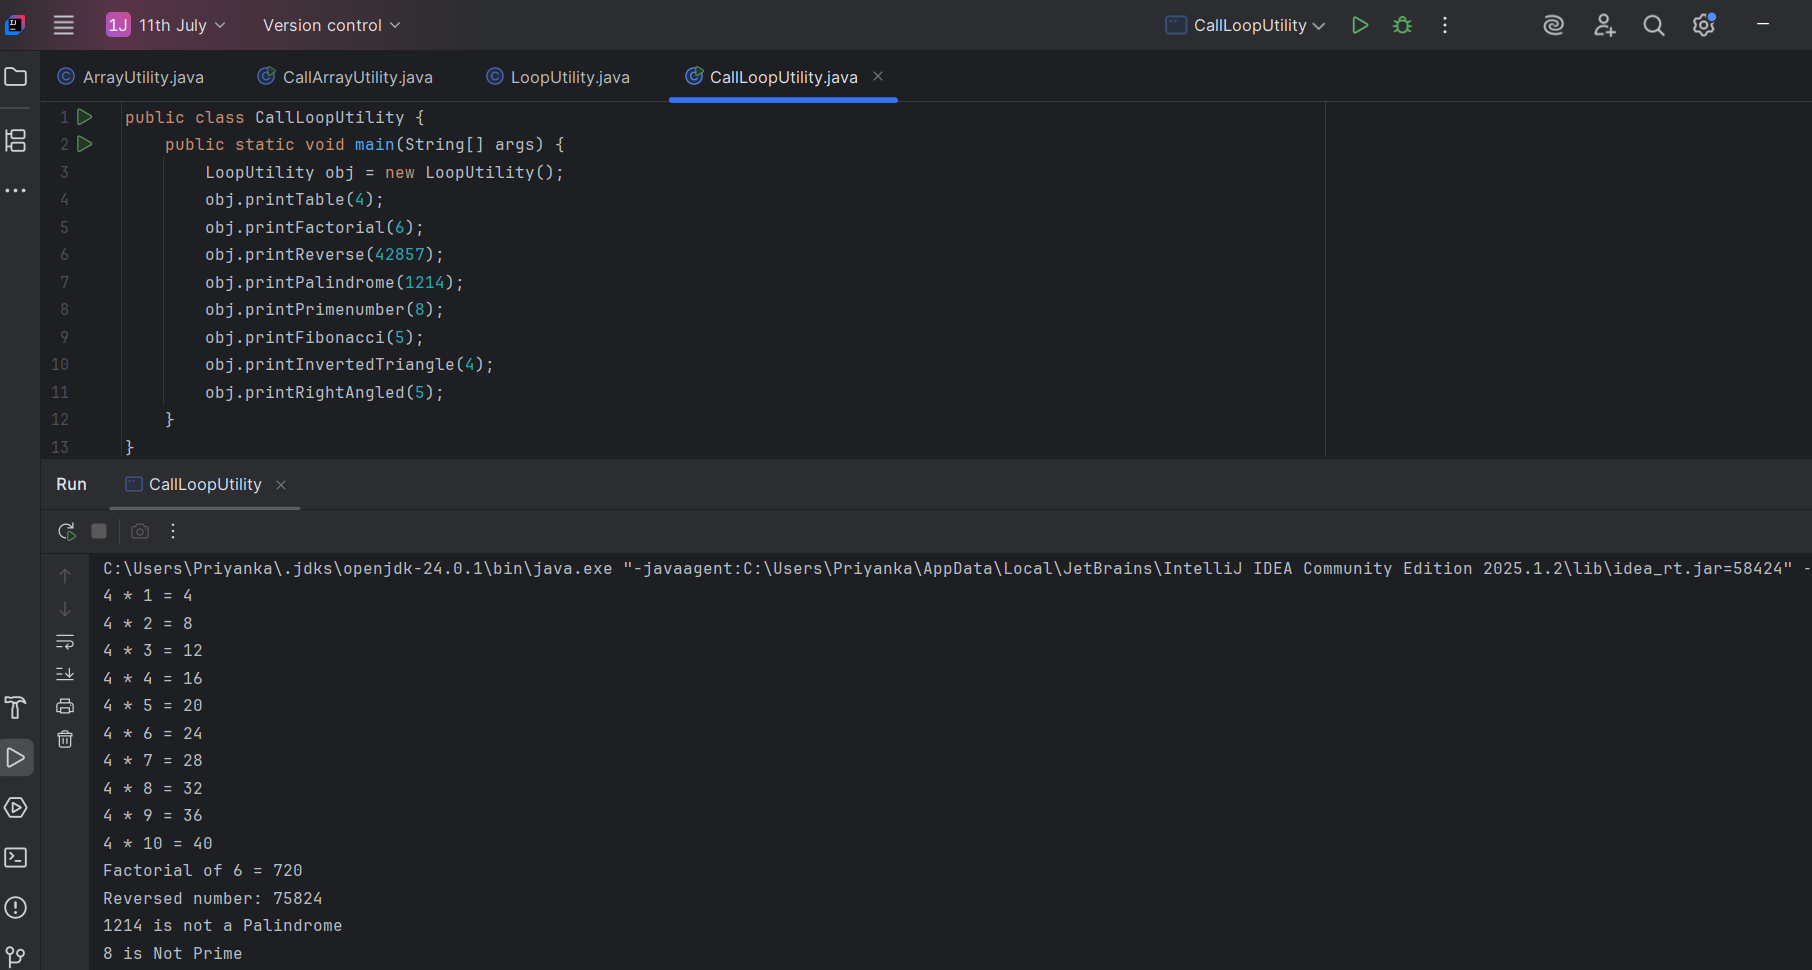 1J 11th July Version control CallLoopUtility
ArrayUtility.java CallArrayUtility.java LoopUtility.java CallLoopUtility.java
1 public class CallLoopUtility {
2 public static void main(String[] args) {
3 LoopUtility obj = new LoopUtility();
4 obj.printTable(4);
5 obj.printFactorial(6);
6 obj.printReverse(42857);
7 obj.printPalindrome(1214);
8 obj.printPrimenumber(8);
9 obj.printFibonacci(5);
10 obj.printInvertedTriangle(4);
11 obj.printRightAngled(5);
12 }
13 }
Run CallLoopUtility
C:\Users\Priyanka\.jdks\openjdk-24.0.1\bin\java.exe "-javaagent:C:\Users\Priyanka\AppData\Local\JetBrains\IntelliJ IDEA Community Edition 2025.1.2\lib\idea_rt.jar=58424" -
4 * 1 = 4
4 * 2 = 8
4 * 3 = 12
4 * 4 = 16
4 * 5 = 20
4 * 6 = 24
4 * 7 = 28
4 * 8 = 32
4 * 9 = 36
4 * 10 = 40
Factorial of 6 = 720
Reversed number: 75824
1214 is not a Palindrome
8 is Not Prime